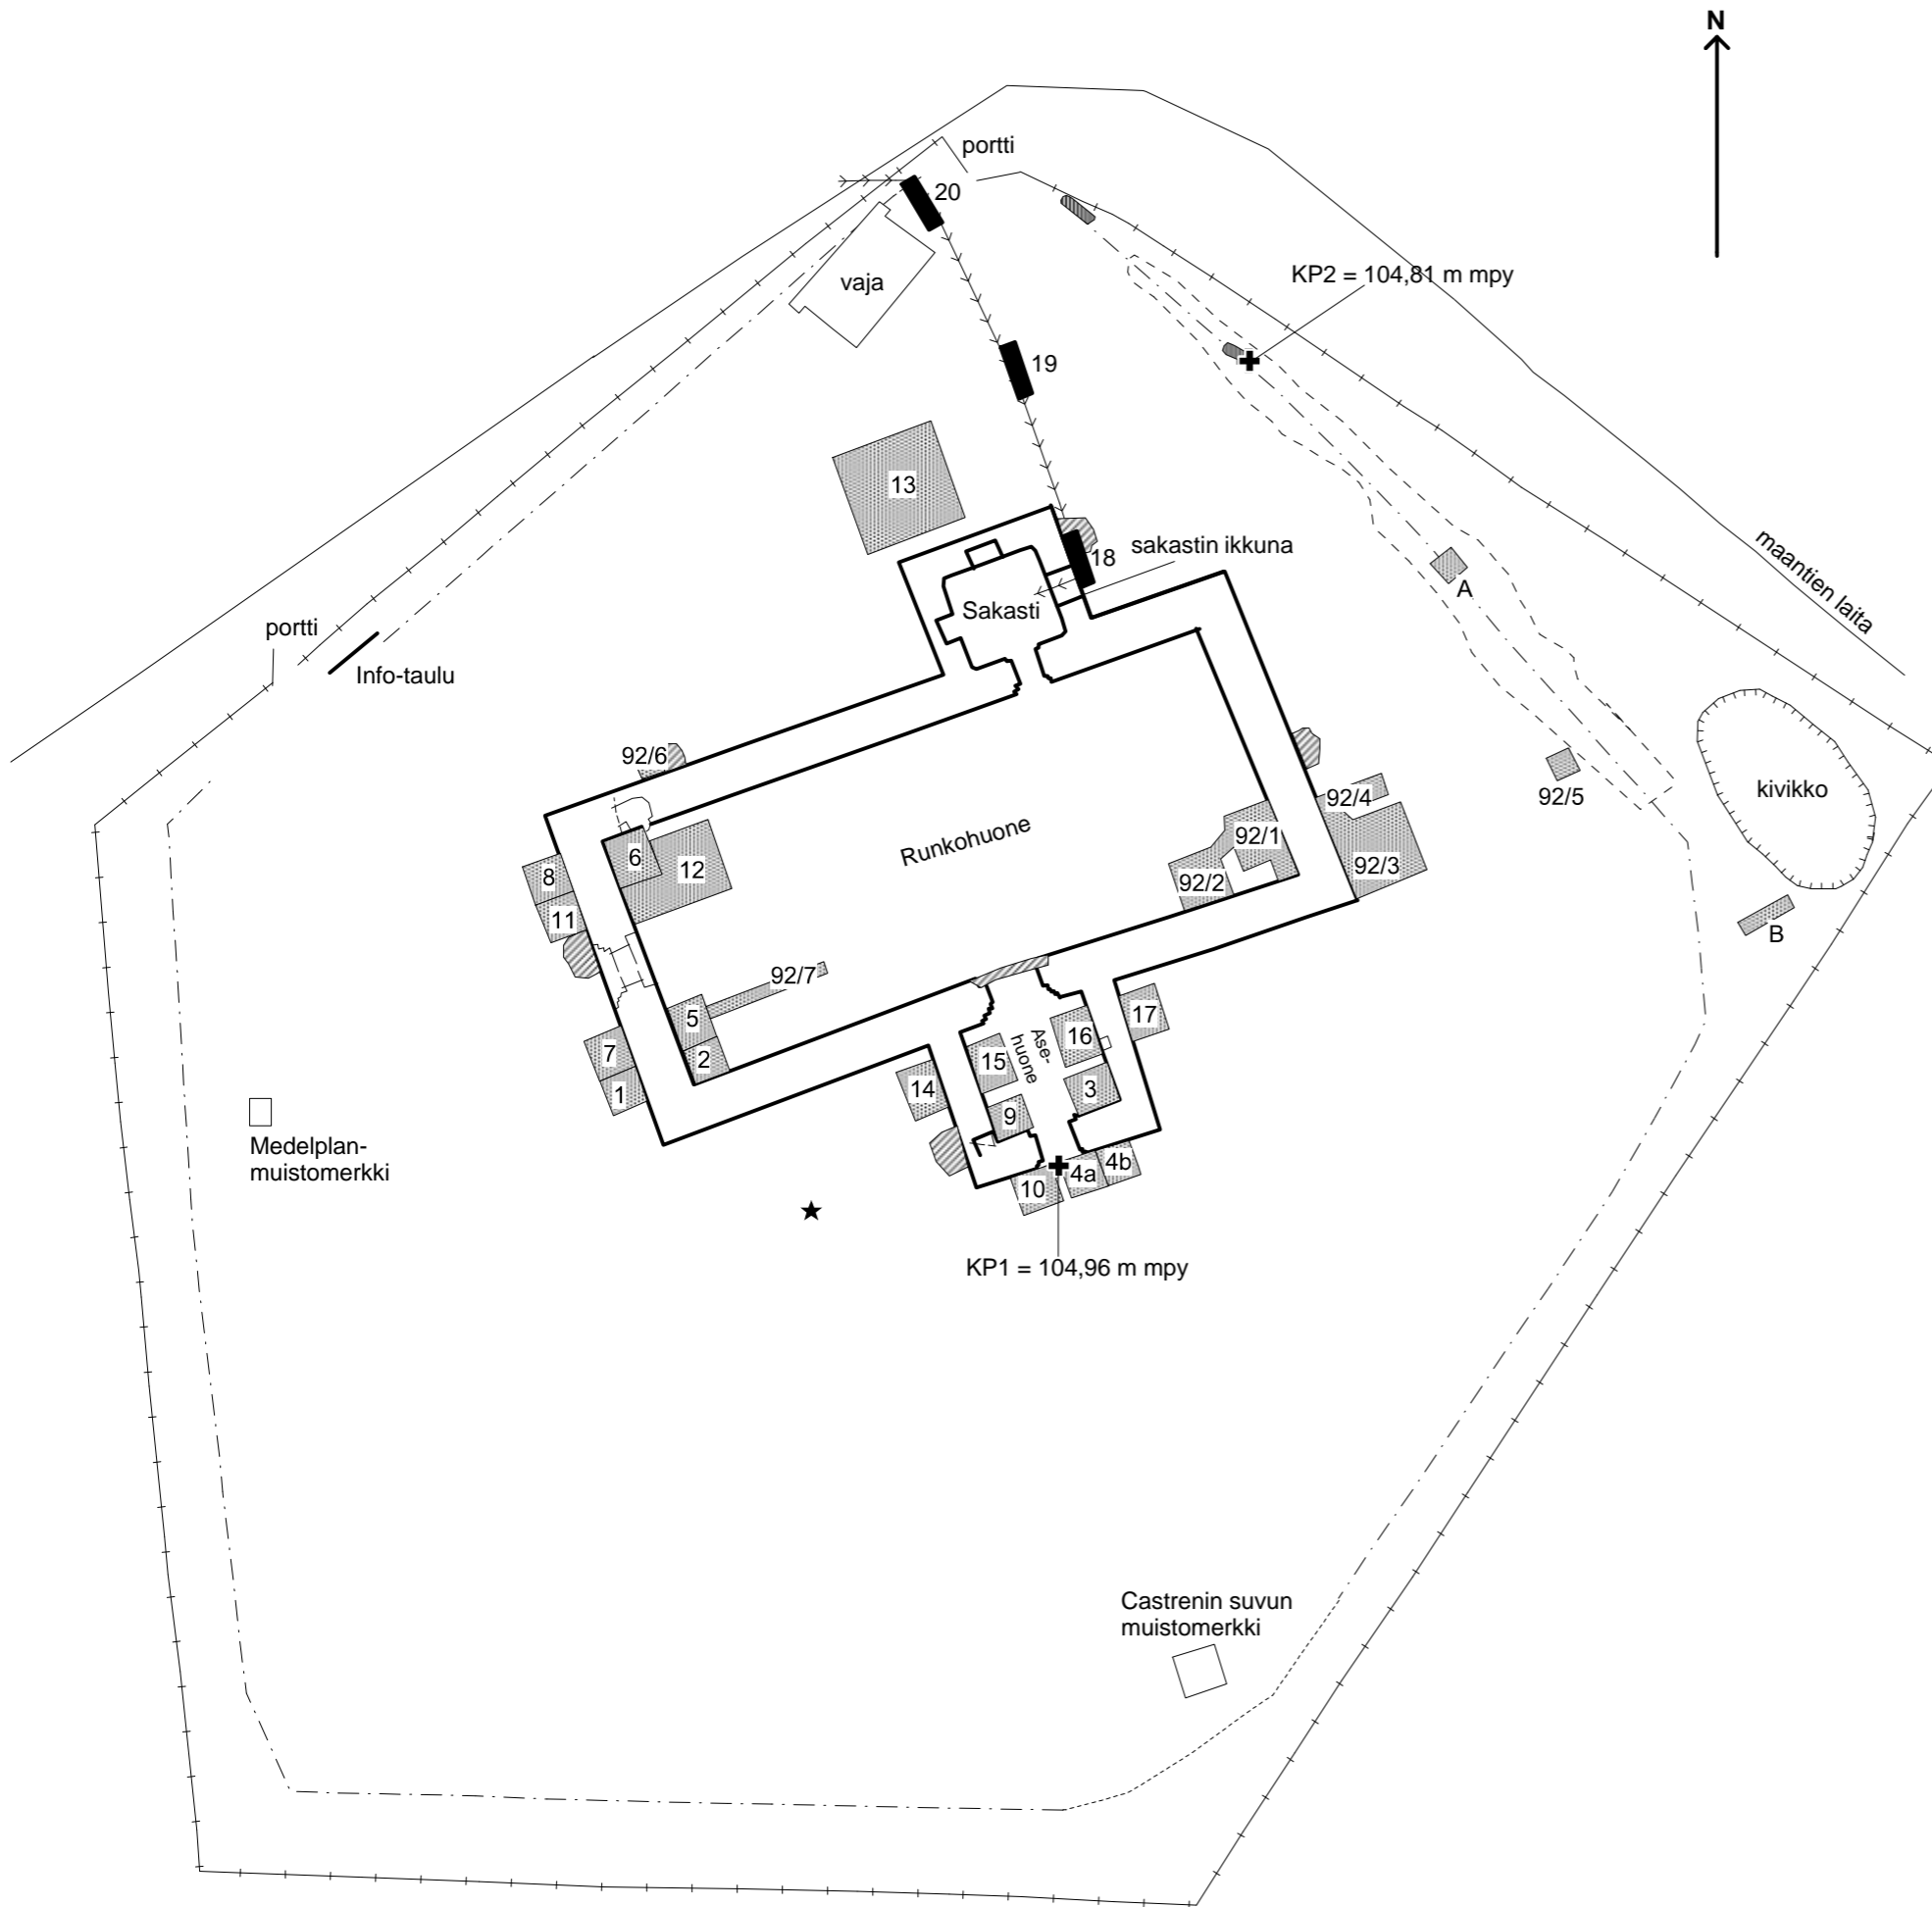 N
portti
20
KP2 = 104,81 m mpy
vaja
19
13
sakastin ikkuna
18
maantien laita
A
Sakasti
portti
Info-taulu
92/6
92/5
kivikko
92/4
Runkohuone
92/1
6
12
92/3
8
92/2
11
B
92/7
17
5
16
Ase-
huone
7
2
15
14
3
1
9
Medelplan-
muistomerkki
4b
4a
10
KP1 = 104,96 m mpy
Castrenin suvun
muistomerkki